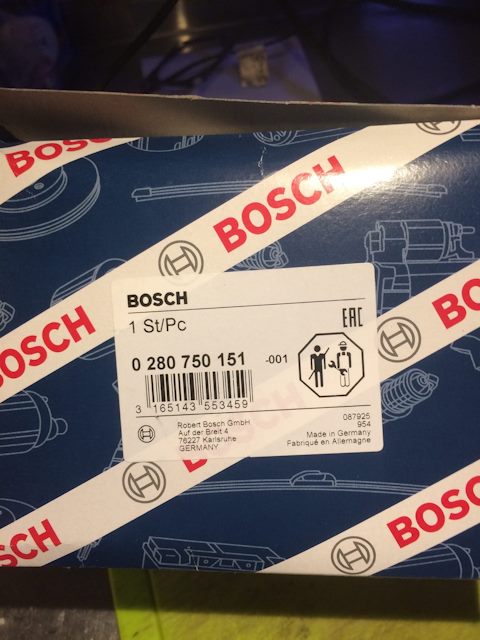 BOSCH
BOSCH
BOSCH
BOSCH
1 St/Pc
EAC
0 280 750 151 -001
3 165143 553459
Robert Bosch GmbH
Auf der Breit 4
76227 Karlsruhe
GERMANY
087925
954
Made in Germany
Fabriqué en Allemagne
BO
BOSCH
BOSC
SCH